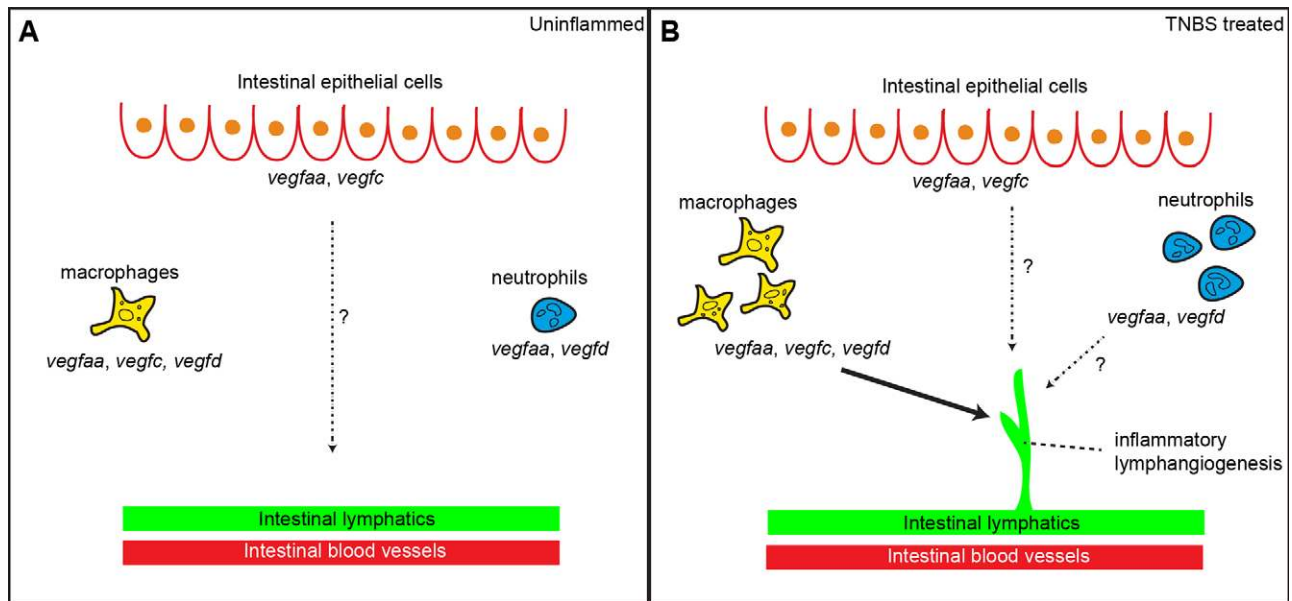 A
Uninflammed
Intestinal epithelial cells
vegfaa, vegfc
macrophages
?
neutrophils
vegfaa, vegfc, vegfd
vegfaa, vegfd
Intestinal lymphatics
Intestinal blood vessels
B
TNBS treated
Intestinal epithelial cells
vegfaa, vegfc
macrophages
neutrophils
?
vegfaa, vegfd
vegfaa, vegfc, vegfd
?
inflammatory
lymphangiogenesis
Intestinal lymphatics
Intestinal blood vessels